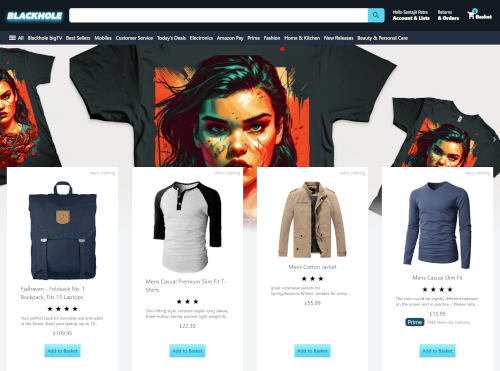 BLACKHOLE
Hello Satajit Patra
Account & Lists
Returns
& Orders
Basket
All Blackhole bigTV Best Sellers Mobiles Customer Service Today's Deals Electronics Amazon Pay Prime Fashion Home & Kitchen New Releases Beauty & Personal Care
mens clothing
Fjallraven - Foldback No. 1
Backpack, Fits 15 Laptops
Your perfect pack for everyday use and walks
in the forest. Stash your laptop (up to 15...
£109.95
Add to Basket
mens clothing
Mens Casual Premium Slim Fit T-
Shirts
Slim-fitting style, contrast raglan long sleeve,
three-button henley placket, light weight &...
£22.30
Add to Basket
mens clothing
Mens Cotton Jacket
great outerwear jackets for
Spring/Autumn/Winter, suitable for many...
£55.99
Add to Basket
mens clothing
Mens Casual Slim Fit
The color could be slightly different between
on the screen and in practice. / Please note...
£15.99
Prime FREE Next-day Delivery
Add to Basket